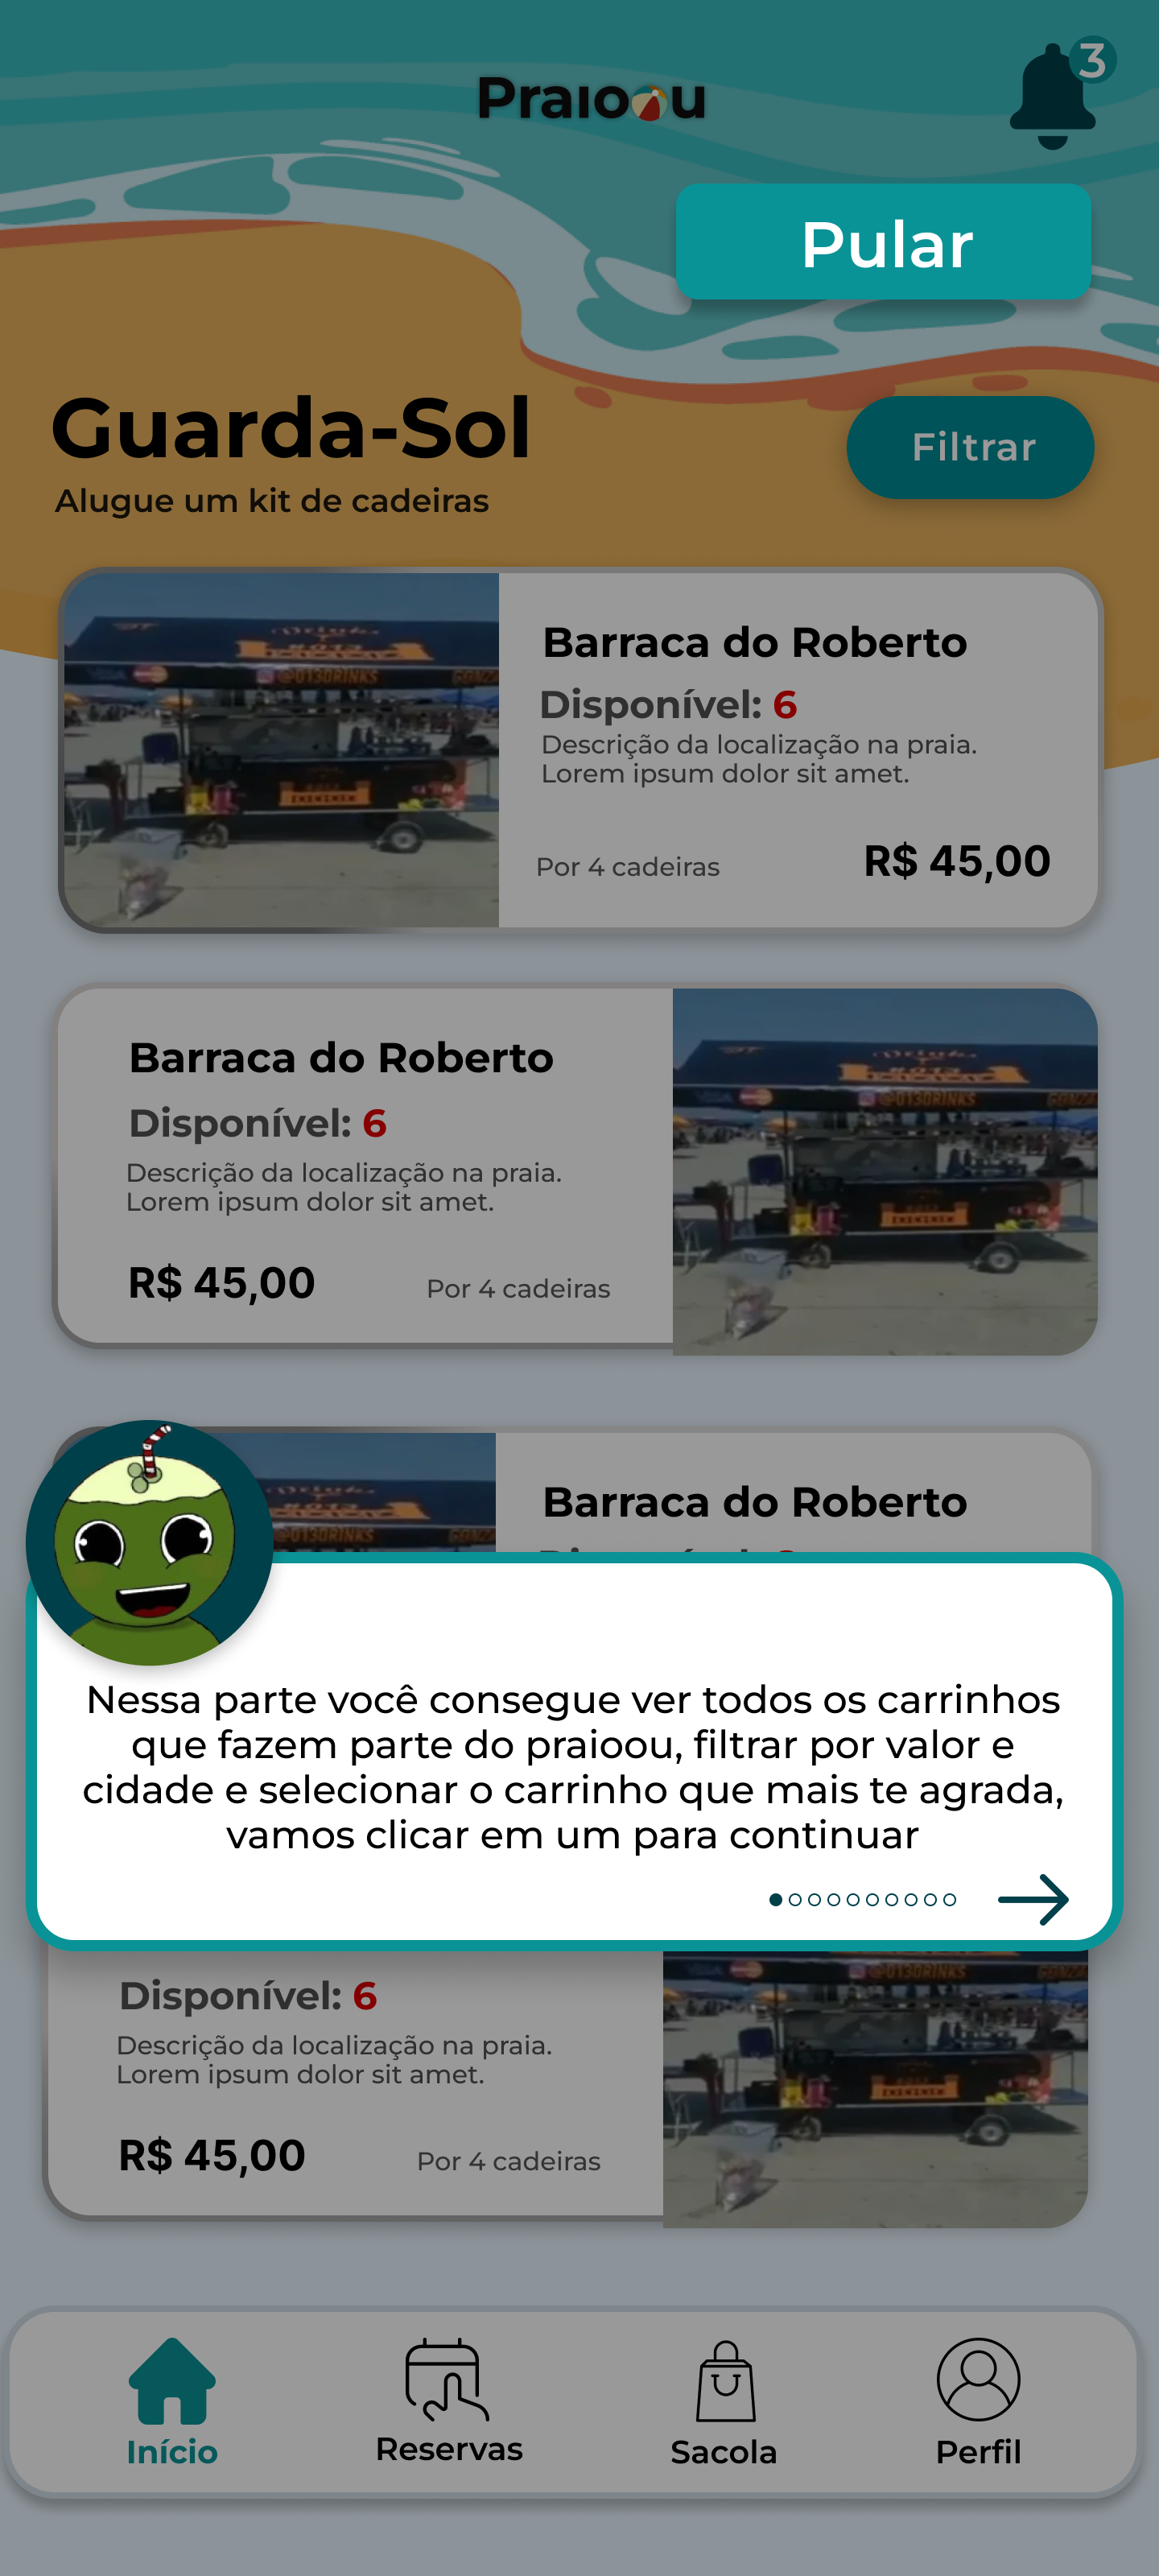 Praioou
3
Pular
Guarda-Sol
Filtrar
Alugue um kit de cadeiras
@013DRINKS
Barraca do Roberto
Disponível: 6
Descrição da localização na praia.
Lorem ipsum dolor sit amet.
Por 4 cadeiras
R$ 45,00
Barraca do Roberto
Disponível: 6
Descrição da localização na praia.
Lorem ipsum dolor sit amet.
R$ 45,00
Por 4 cadeiras
@013DRINKS
@013DRINKS
Barraca do Roberto
Nessa parte você consegue ver todos os carrinhos
que fazem parte do praioou, filtrar por valor e
cidade e selecionar o carrinho que mais te agrada,
vamos clicar em um para continuar
@013DRINKS
Disponível: 6
Descrição da localização na praia.
Lorem ipsum dolor sit amet.
R$ 45,00
Por 4 cadeiras
Início
Reservas
Sacola
Perfil